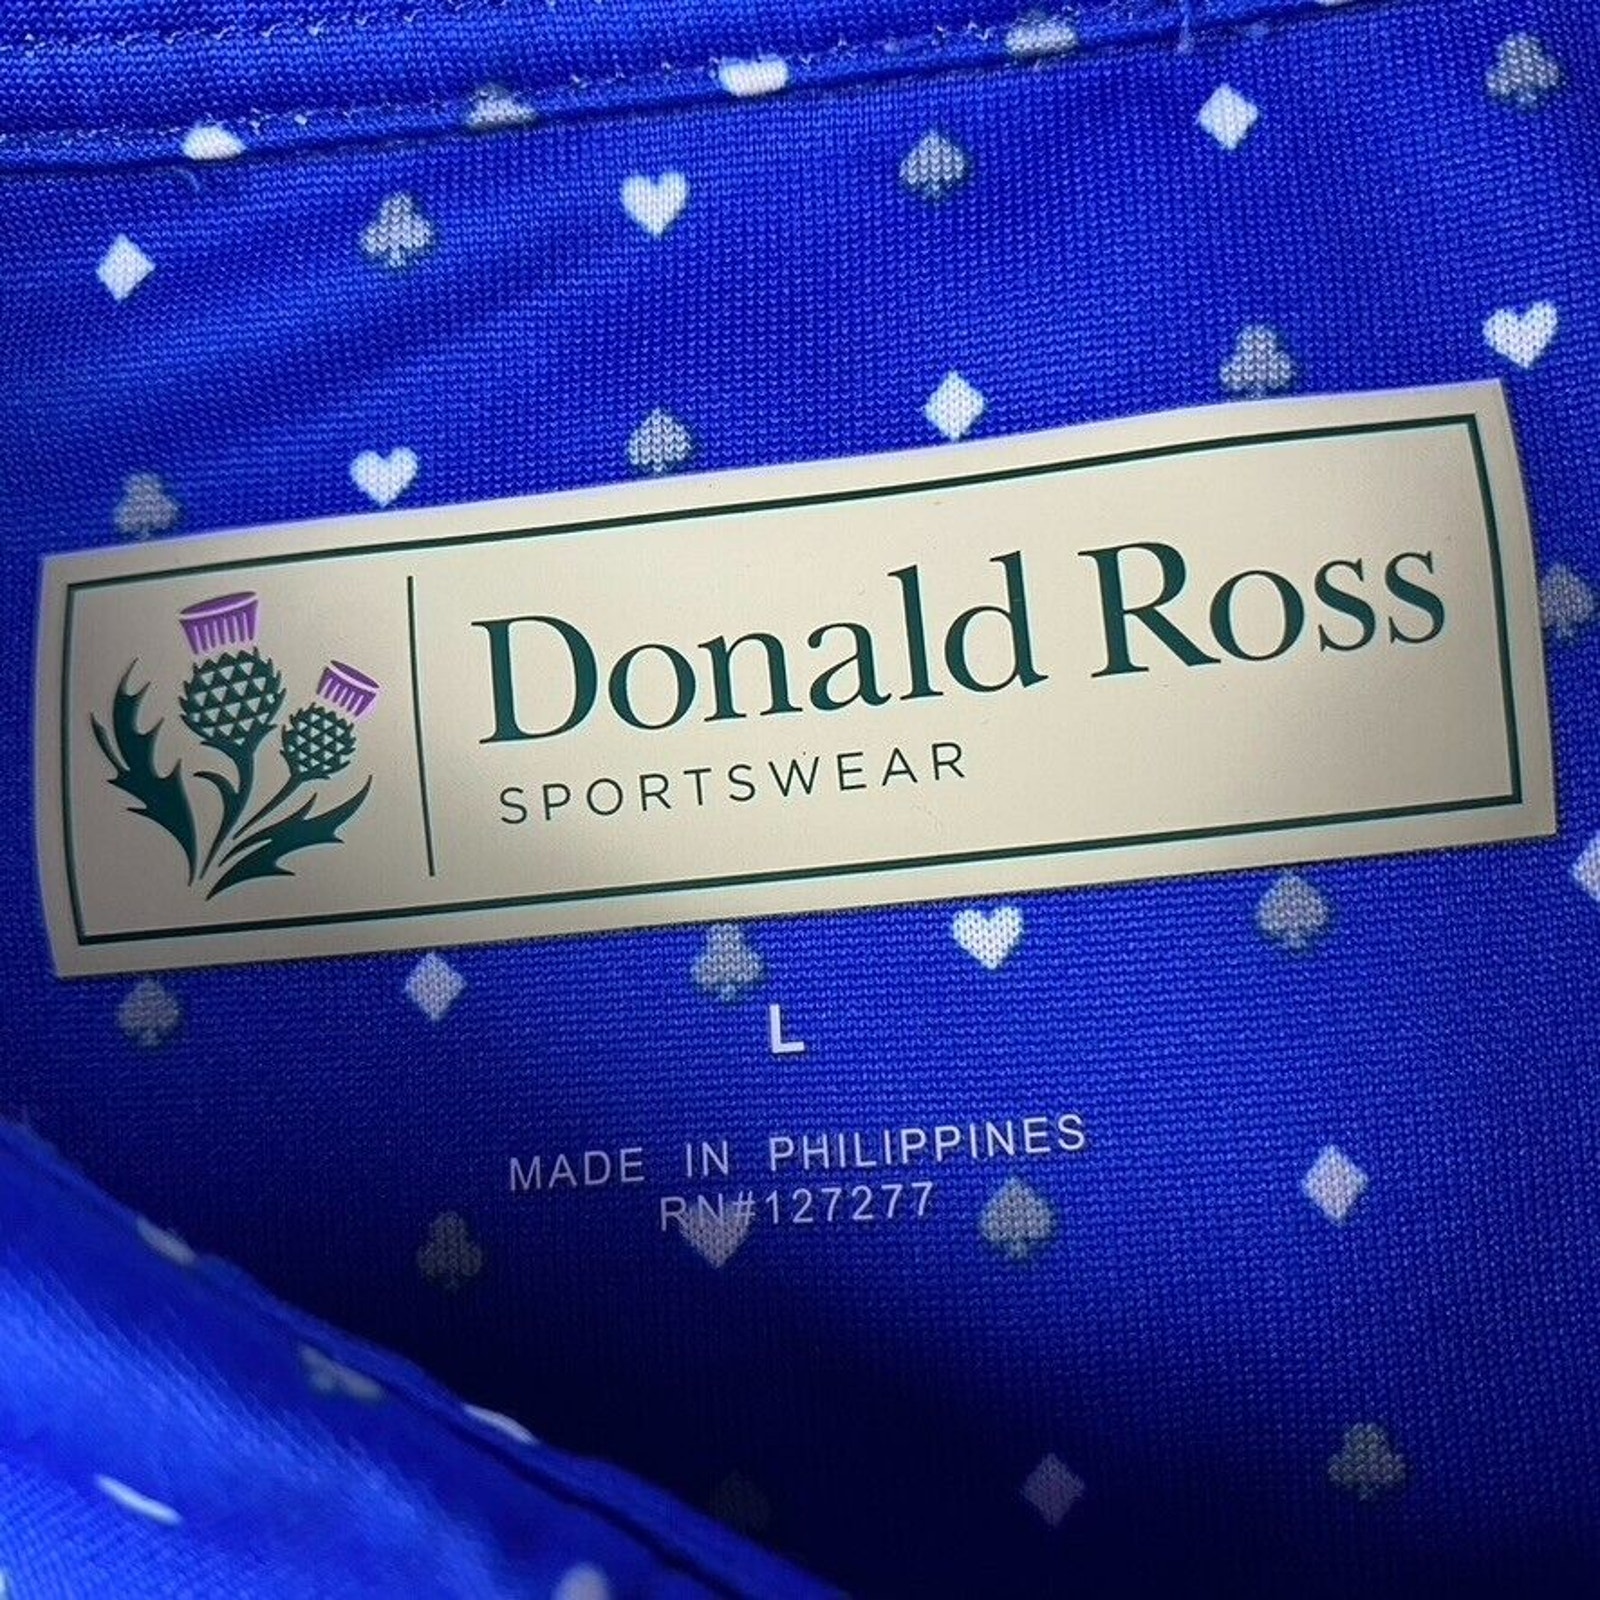 Donald Ross
SPORTSWEAR
L
MADE IN PHILIPPINES
RN#127277